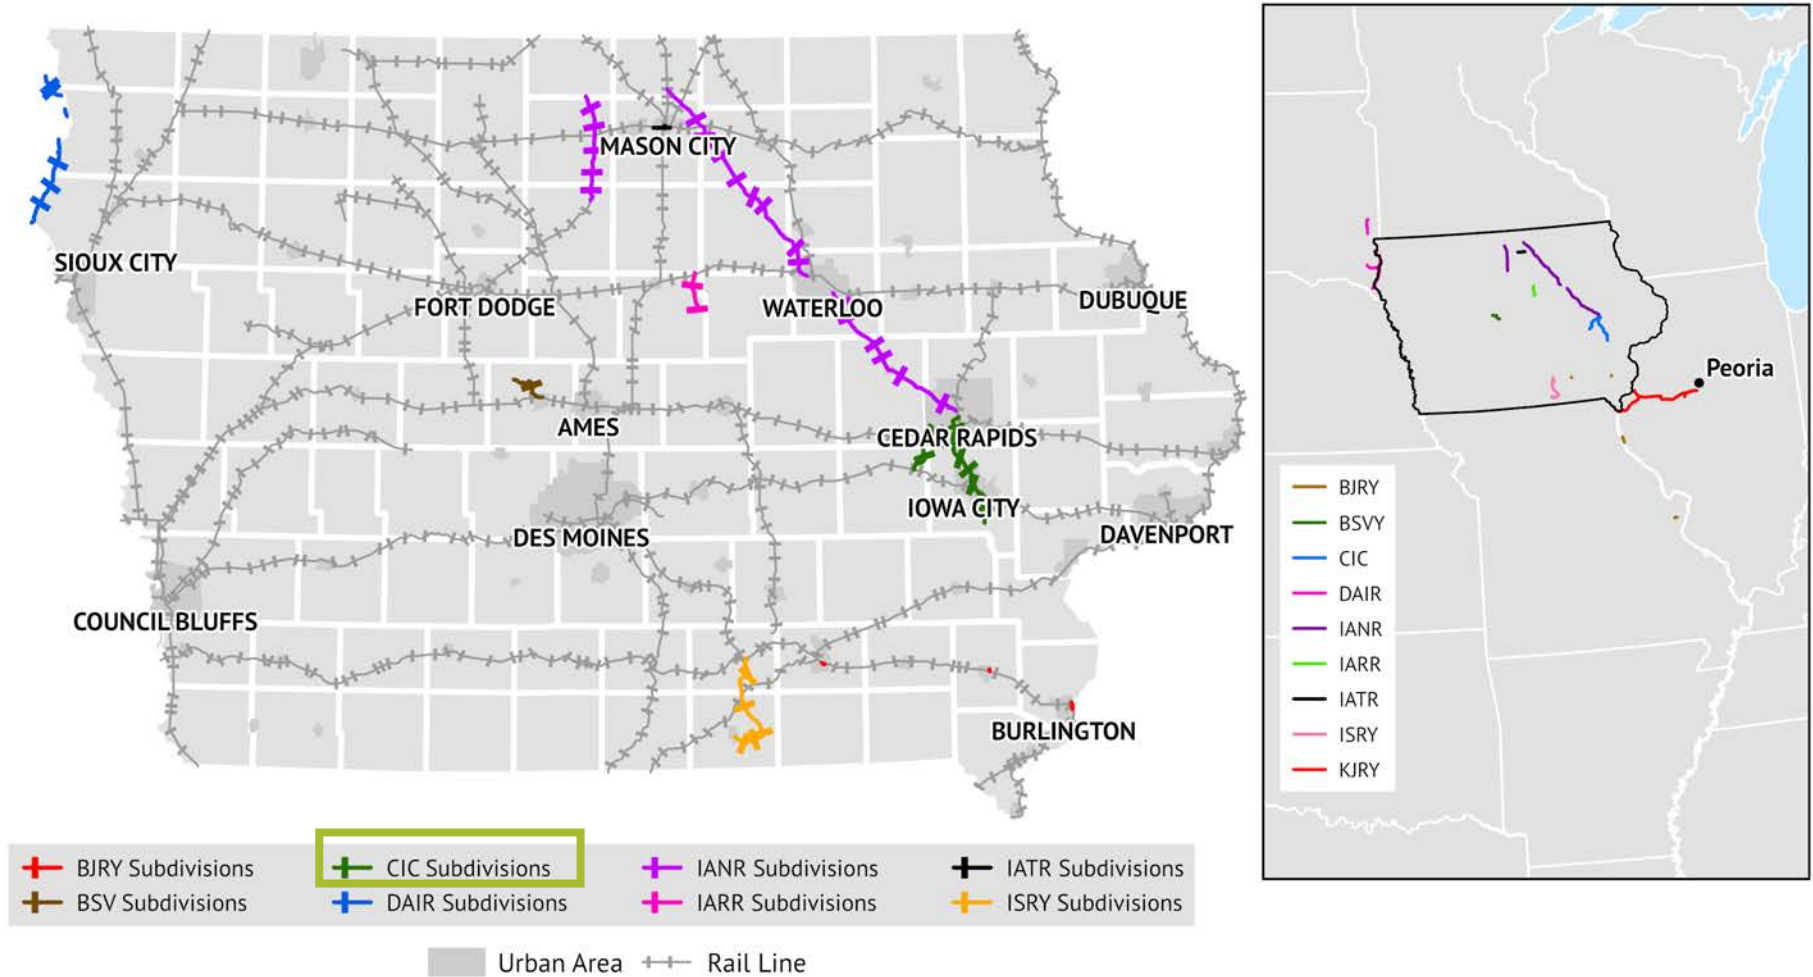 MASON CITY
SIOUX CITY
FORT DODGE
WATERLOO
DUBUQUE
AMES
CEDAR RAPIDS
IOWA CITY
DES MOINES
DAVENPORT
COUNCIL BLUFFS
BURLINGTON
BJRY Subdivisions
CIC Subdivisions
IANR Subdivisions
IATR Subdivisions
BSV Subdivisions
DAIR Subdivisions
IARR Subdivisions
ISRY Subdivisions
Urban Area
Rail Line
Peoria
BJRY
BSVY
CIC
DAIR
IANR
IARR
IATR
ISRY
KJRY